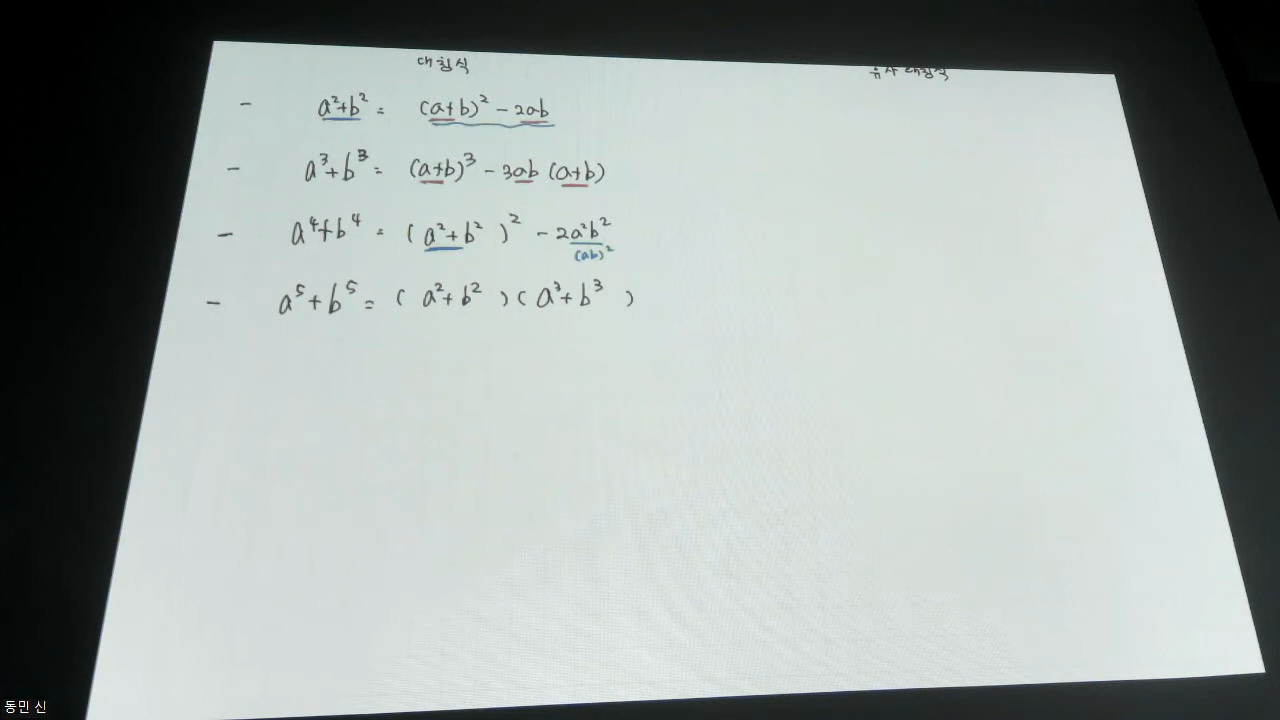 대칭식
유사 대칭식
- a²+b² = (a+b)² - 2ab
- a³+b³ = (a+b)³ - 3ab (a+b)
- a⁴+b⁴ = (a²+b²)² - 2a²b²
(ab)²
- a⁵+b⁵ = (a²+b²)(a³+b³)
동민 신